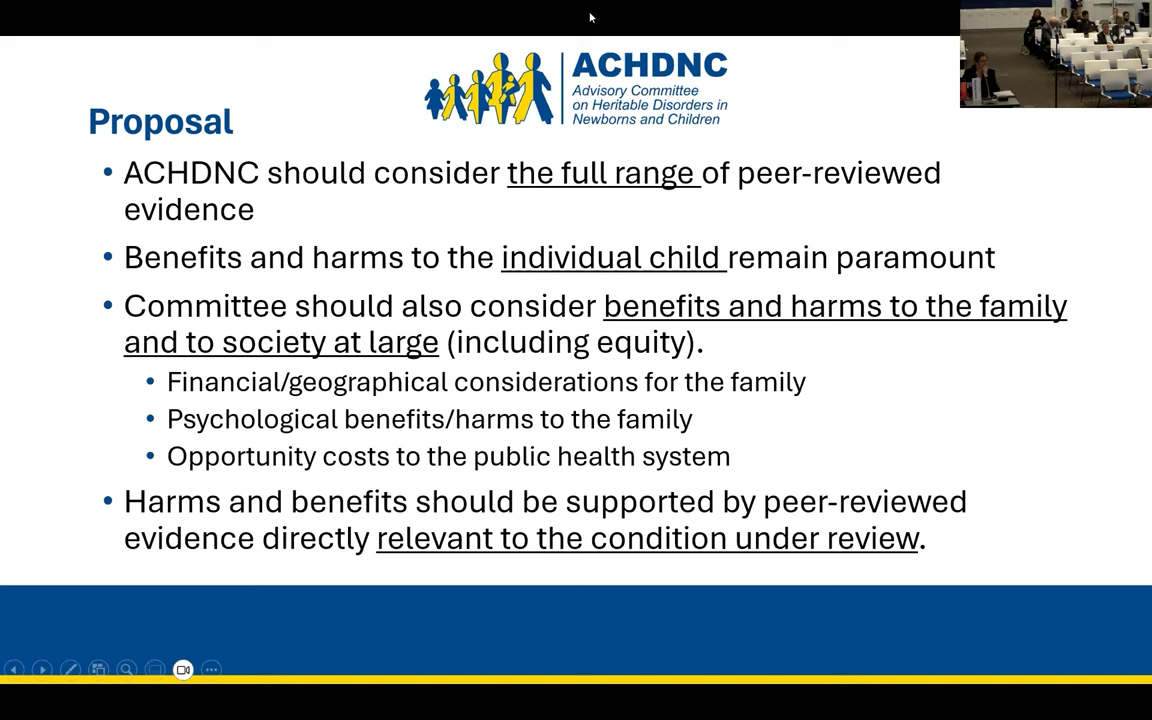 ACHDNC
Advisory Committee
on Heritable Disorders in
Newborns and Children
Proposal
• ACHDNC should consider the full range of peer-reviewed
evidence
• Benefits and harms to the individual child remain paramount
• Committee should also consider benefits and harms to the family
and to society at large (including equity).
• Financial/geographical considerations for the family
• Psychological benefits/harms to the family
• Opportunity costs to the public health system
• Harms and benefits should be supported by peer-reviewed
evidence directly relevant to the condition under review.